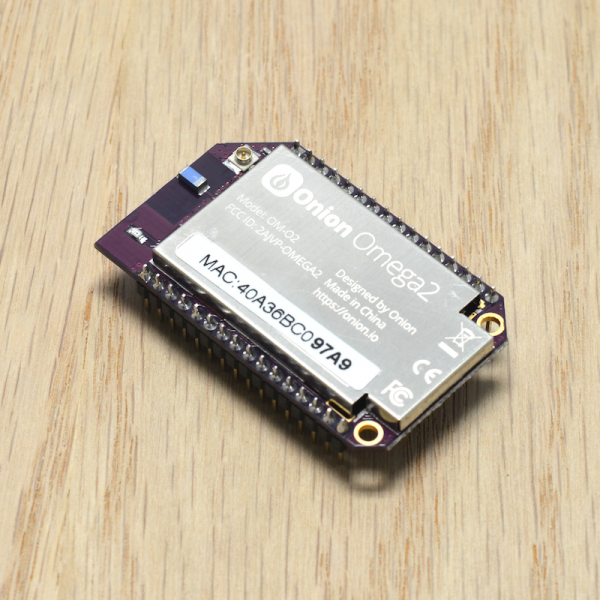 Onion Omega2
Model: OM-O2
FCC ID: 2AJVP-OMEGA2
Designed by Onion
Made in China
https://onion.io
MAC:40A36BC097A9
CE
FC